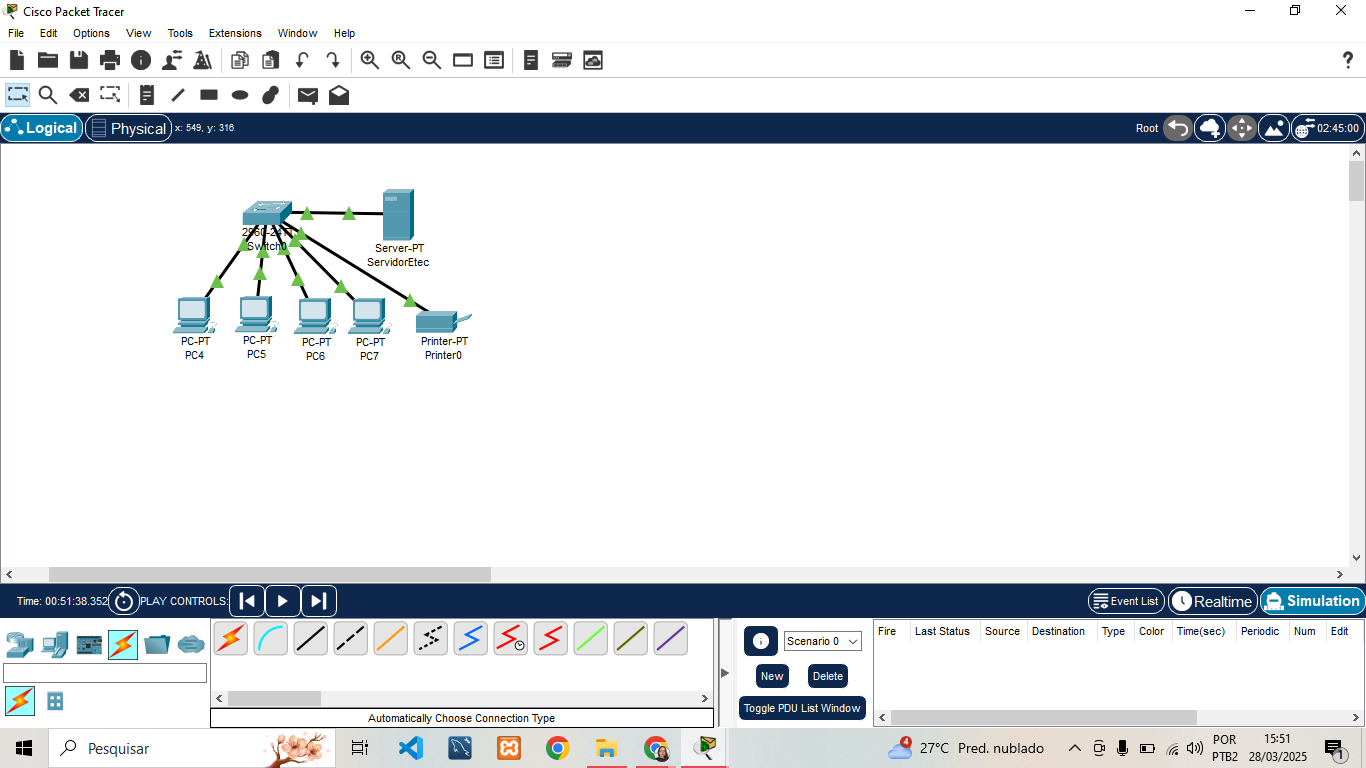 Cisco Packet Tracer
File Edit Options View Tools Extensions Window Help
Logical Physical x: 549, y: 316 Root 02:45:00
2960-24TT
Switch0
Server-PT
ServidorEtec
PC-PT PC-PT PC-PT PC-PT Printer-PT
PC4 PC5 PC6 PC7 Printer0
Time: 00:51:38.352 PLAY CONTROLS: Event List Realtime Simulation
Scenario 0
New Delete
Toggle PDU List Window
Fire Last Status Source Destination Type Color Time(sec) Periodic Num Edit
Automatically Choose Connection Type
Pesquisar
4
27°C Pred. nublado
POR
PTB2
15:51
28/03/2025
1